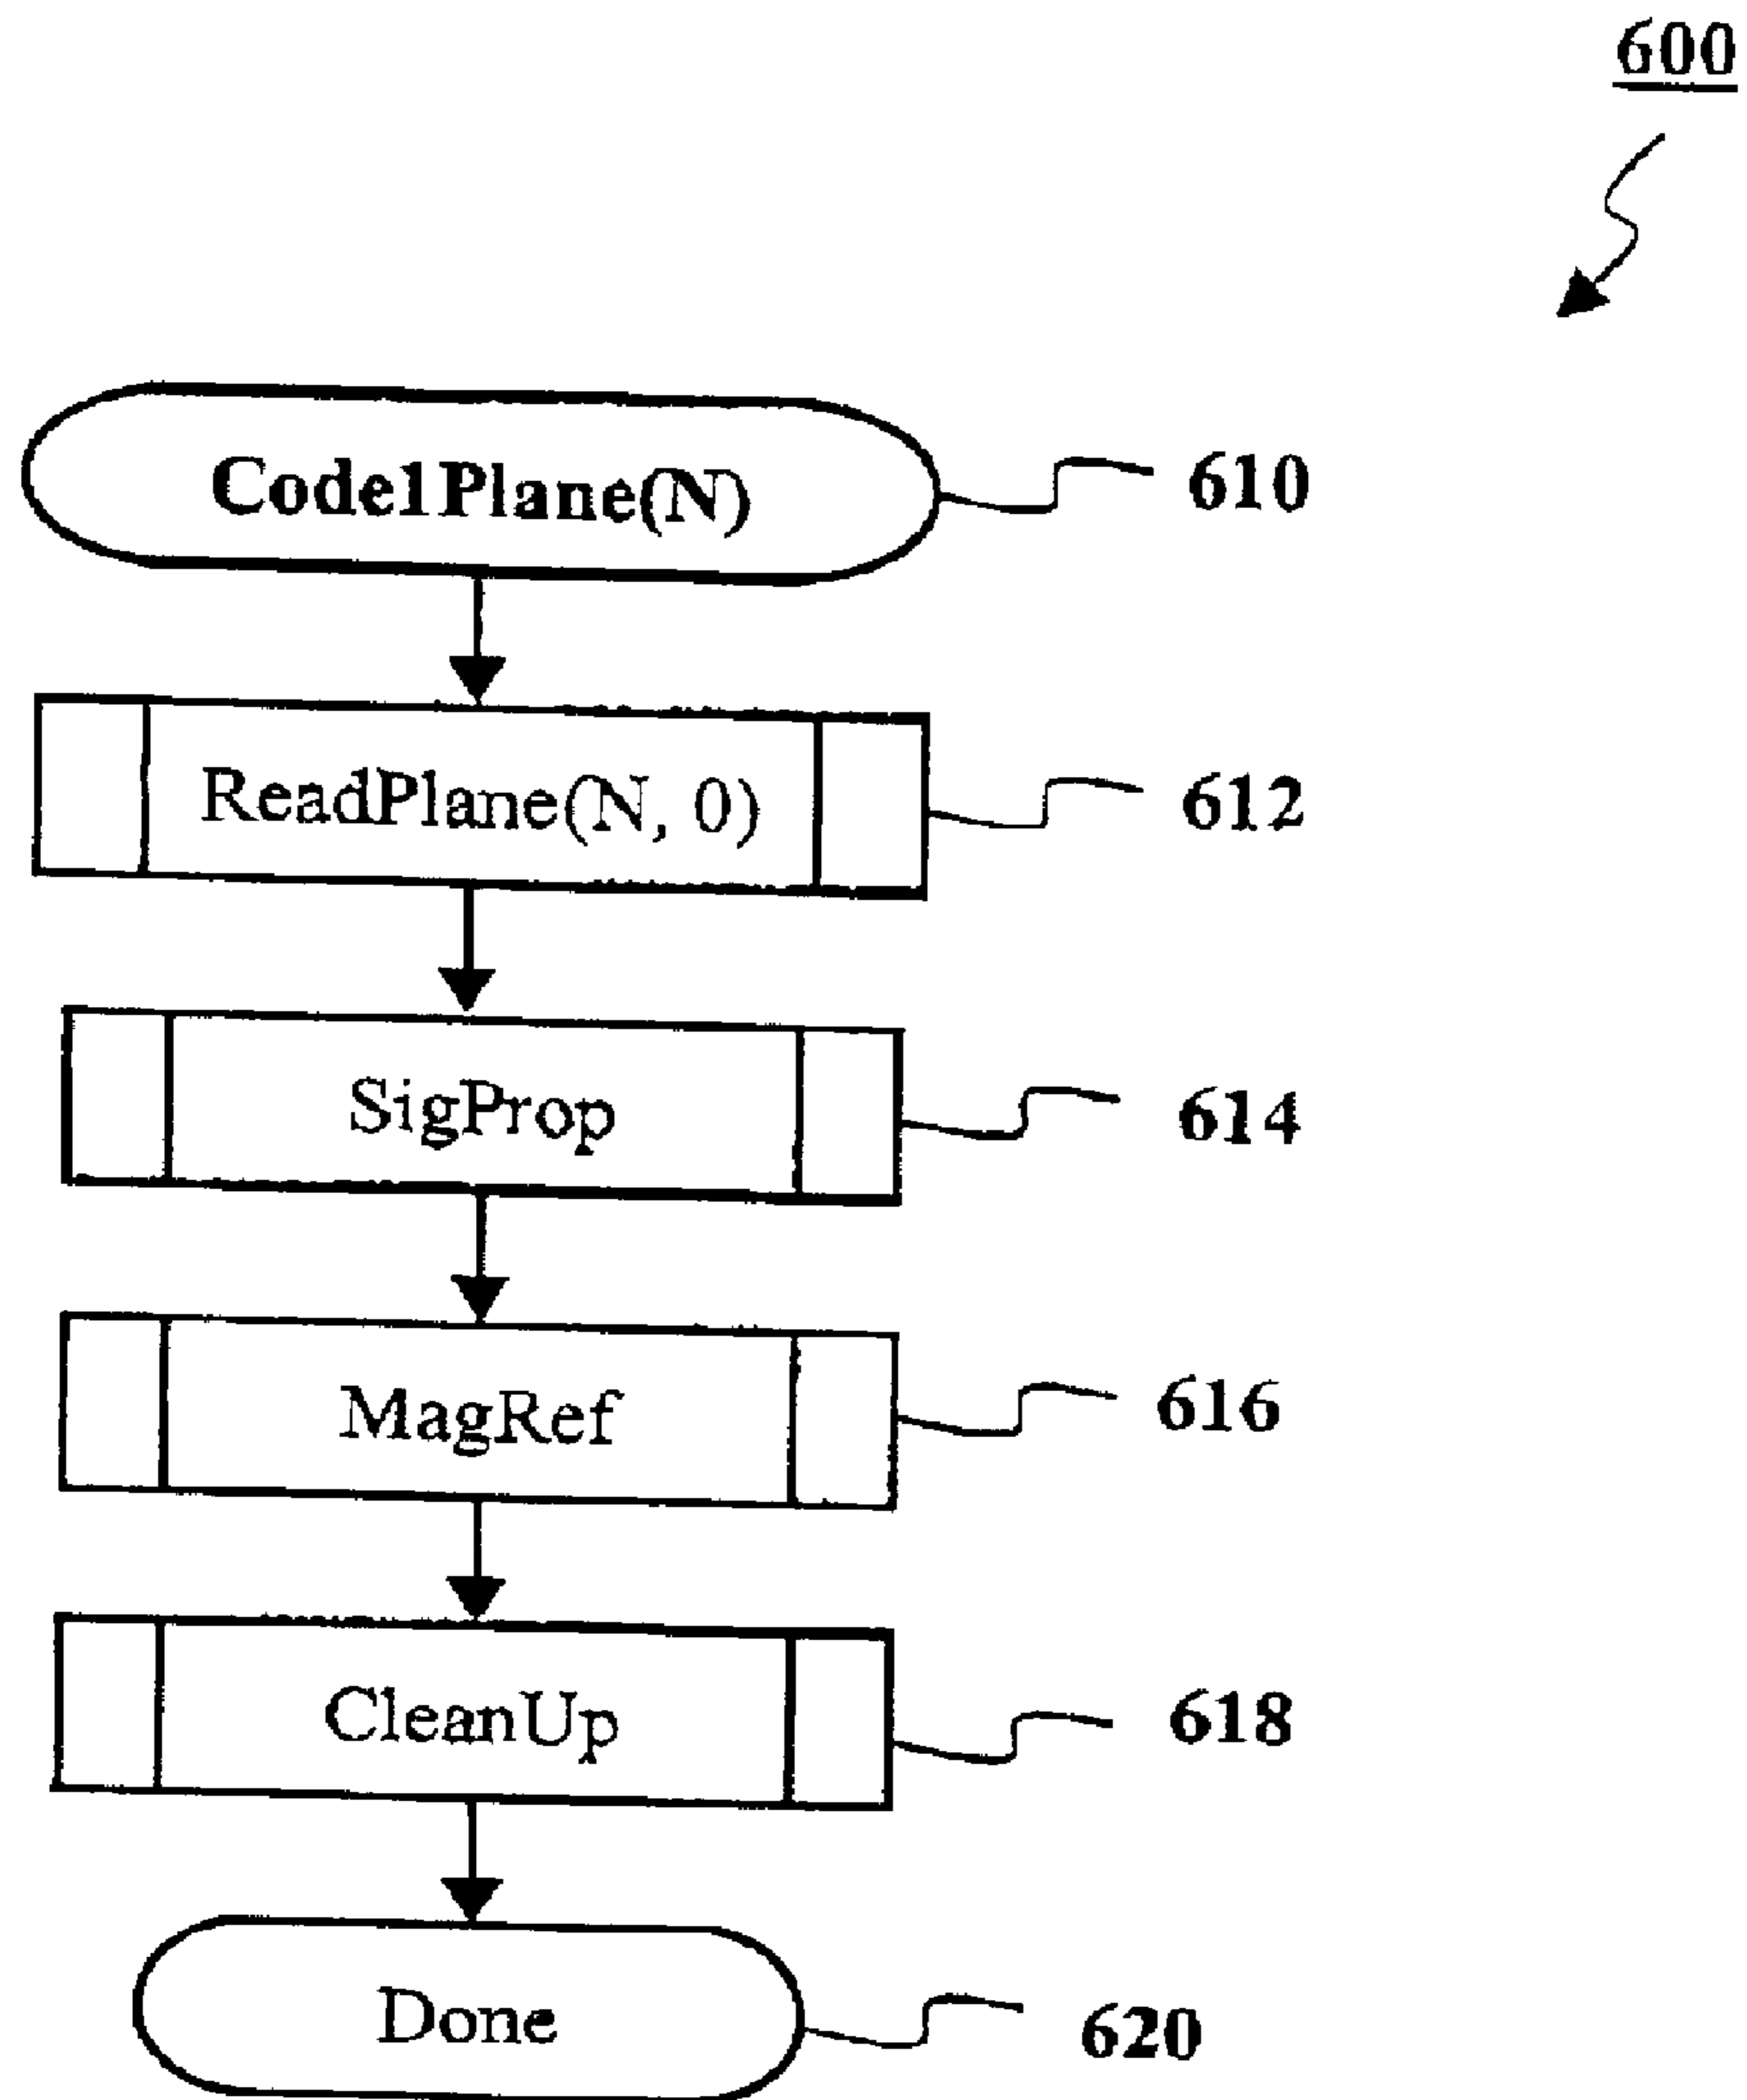 600
Code1Plane(N)
610
ReadPlane(N, 0)
612
SigProp
614
MagRef
616
CleanUp
618
Done
620